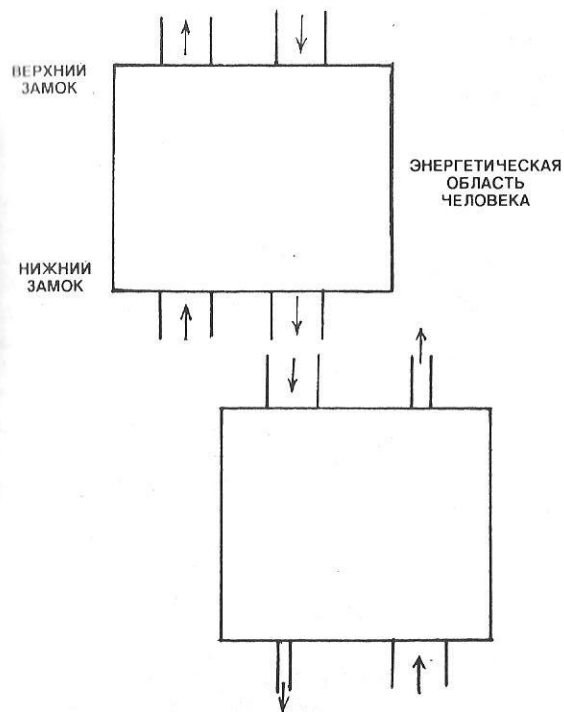 ВЕРХНИЙ
ЗАМОК
ЭНЕРГЕТИЧЕСКАЯ
ОБЛАСТЬ
ЧЕЛОВЕКА
НИЖНИЙ
ЗАМОК